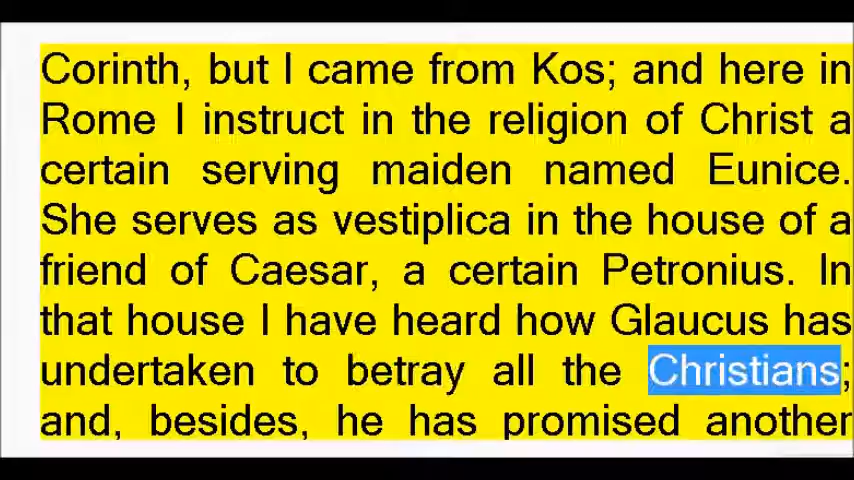 Corinth, but I came from Kos; and here in
Rome I instruct in the religion of Christ a
certain serving maiden named Eunice.
She serves as vestiplica in the house of a
friend of Caesar, a certain Petronius. In
that house I have heard how Glaucus has
undertaken to betray all the Christians;
and, besides, he has promised another